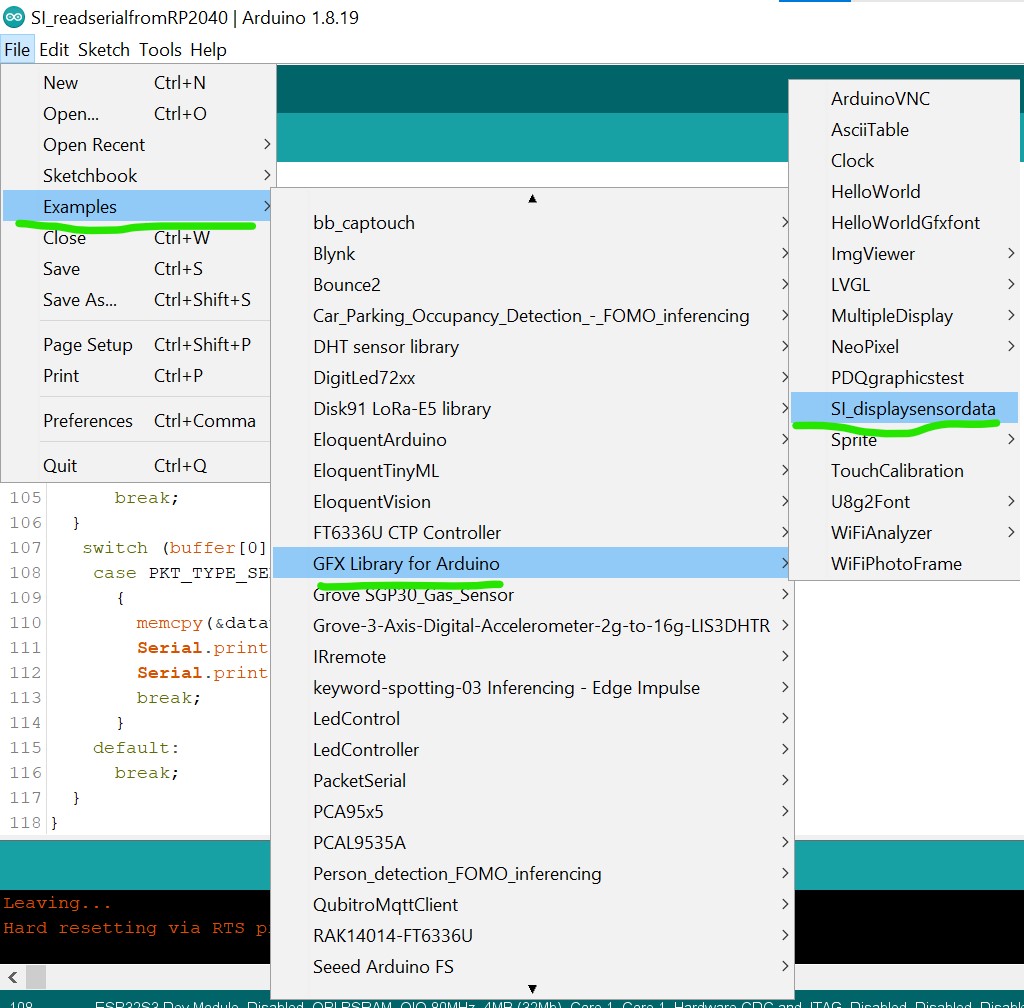 SI_readserialfromRP2040 | Arduino 1.8.19
File Edit Sketch Tools Help
New Ctrl+N
Open... Ctrl+O
Open Recent
Sketchbook
Examples
Close Ctrl+W
Save Ctrl+S
Save As... Ctrl+Shift+S
Page Setup Ctrl+Shift+P
Print Ctrl+P
Preferences Ctrl+Comma
Quit Ctrl+Q
bb_captouch
Blynk
Bounce2
Car_Parking_Occupancy_Detection_-_FOMO_inferencing
DHT sensor library
DigitLed72xx
Disk91 LoRa-E5 library
EloquentArduino
EloquentTinyML
EloquentVision
FT6336U CTP Controller
GFX Library for Arduino
Grove SGP30_Gas_Sensor
Grove-3-Axis-Digital-Accelerometer-2g-to-16g-LIS3DHTR
IRremote
keyword-spotting-03 Inferencing - Edge Impulse
LedControl
LedController
PacketSerial
PCA95x5
PCAL9535A
Person_detection_FOMO_inferencing
QubitroMqttClient
RAK14014-FT6336U
Seeed Arduino FS
ArduinoVNC
AsciiTable
Clock
HelloWorld
HelloWorldGfxfont
ImgViewer
LVGL
MultipleDisplay
NeoPixel
PDQgraphicstest
SI_displaysensordata
Sprite
TouchCalibration
U8g2Font
WiFiAnalyzer
WiFiPhotoFrame
105 break;
106 }
107 switch (buffer[0]
108 case PKT_TYPE_SE
109 {
110 memcpy(&data
111 Serial.print
112 Serial.print
113 break;
114 }
115 default:
116 break;
117 }
118 }
Leaving...
Hard resetting via RTS p
108 ESP32S3 Dev Module, Disabled, OPI PSRAM, QIO 80MHz, 4MB (32Mb), Core 1, Core 1, Hardware CDC and JTAG, Disabled, Disabled, Disabled,